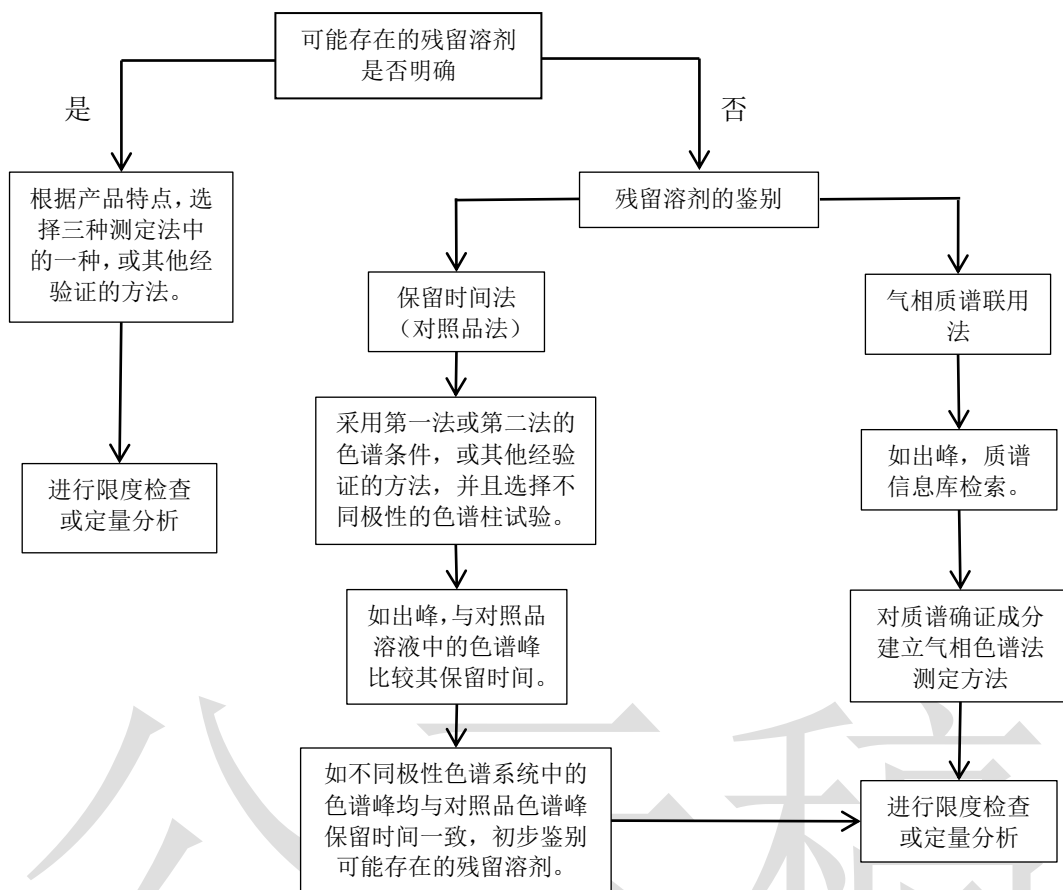 可能存在的残留溶剂
是否明确
是
否
根据产品特点，选
择三种测定法中
的一种，或其他经
验证的方法。
残留溶剂的鉴别
保留时间法
（对照品法）
气相质谱联用
法
采用第一法或第二法的
色谱条件，或其他经验
证的方法，并且选择不
同极性的色谱柱试验。
如出峰，质谱
信息库检索。
进行限度检查
或定量分析
如出峰，与对照品
溶液中的色谱峰
比较其保留时间。
对质谱确证成分
建立气相色谱法
测定方法
如不同极性色谱系统中的
色谱峰均与对照品色谱峰
保留时间一致，初步鉴别
可能存在的残留溶剂。
进行限度检查
或定量分析
公示稿